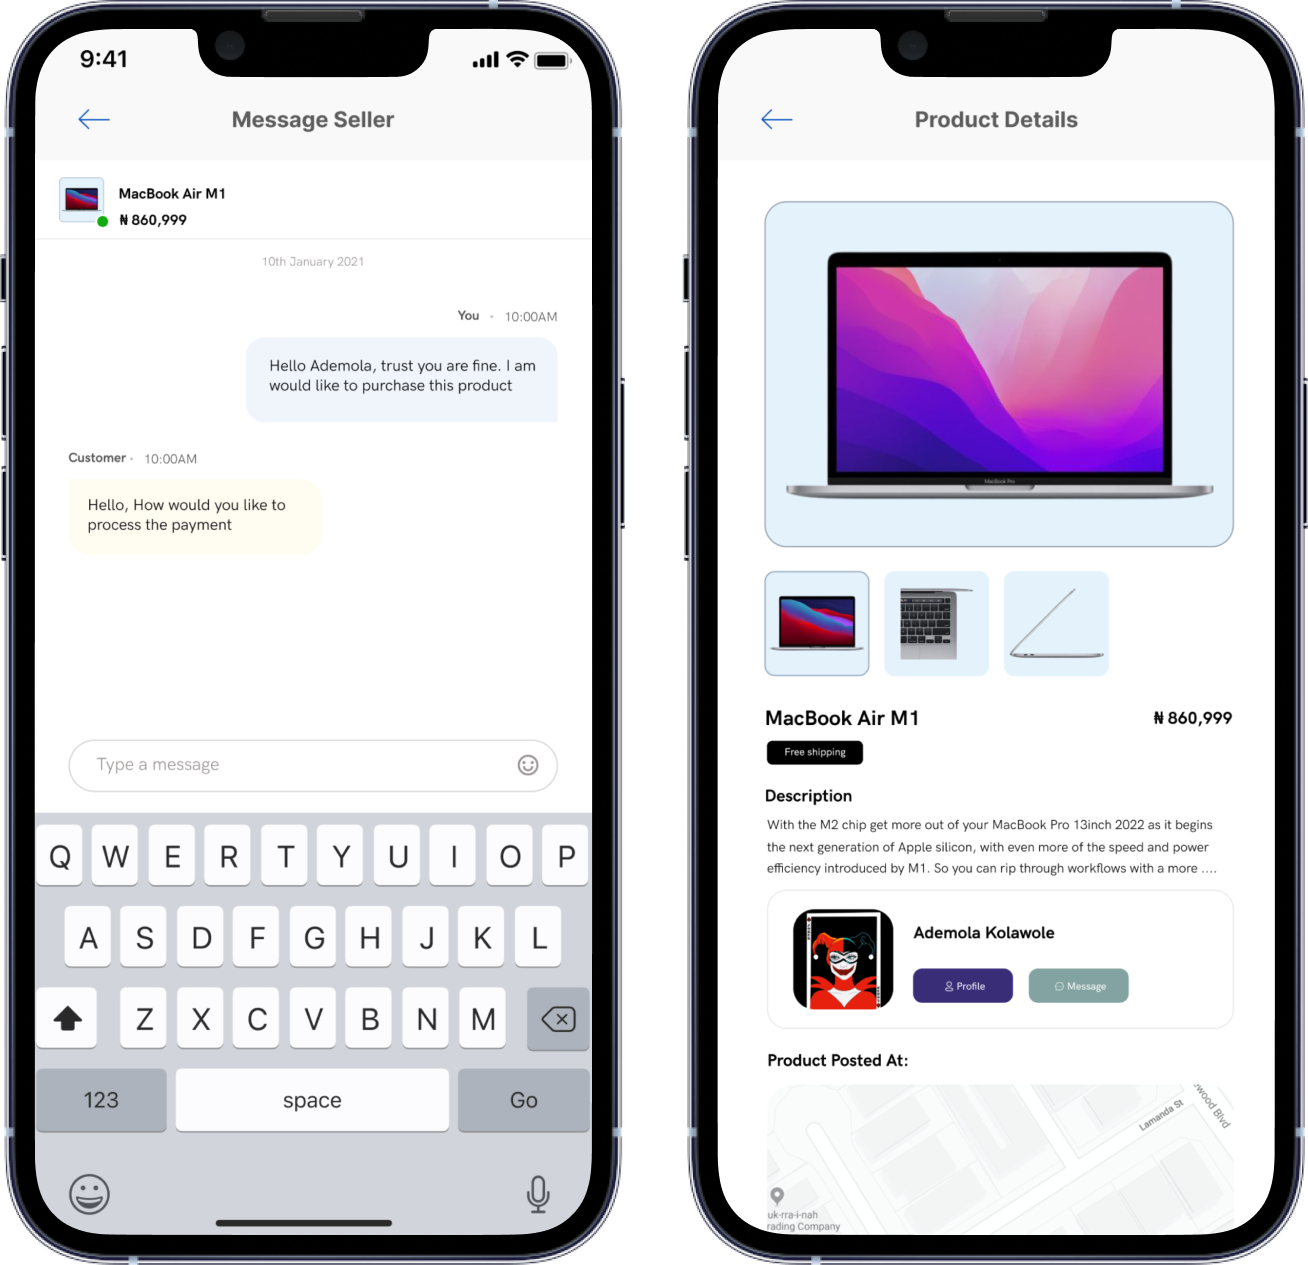 9:41
Message Seller
MacBook Air M1
₦ 860,999
10th January 2021
You • 10:00AM
Hello Ademola, trust you are fine. I am
would like to purchase this product
Customer • 10:00AM
Hello, How would you like to
process the payment
Type a message
Q W E R T Y U I O P
A S D F G H J K L
Z X C V B N M
123 space Go
Product Details
MacBook Pro
MacBook Air M1 ₦ 860,999
Free shipping
Description
With the M2 chip get more out of your MacBook Pro 13inch 2022 as it begins
the next generation of Apple silicon, with even more of the speed and power
efficiency introduced by M1. So you can rip through workflows with a more ....
Ademola Kolawole
Profile Message
Product Posted At:
Lamanda St
ewood Blvd
uk-rra-i-nah
rading Company